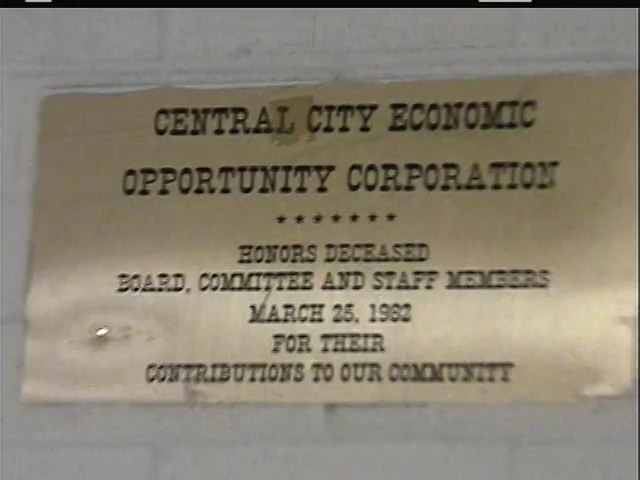 CENTRAL CITY ECONOMIC
OPPORTUNITY CORPORATION
*******
HONORS DECEASED
BOARD, COMMITTEE AND STAFF MEMBERS
MARCH 25, 1982
FOR THEIR
CONTRIBUTIONS TO OUR COMMUNITY